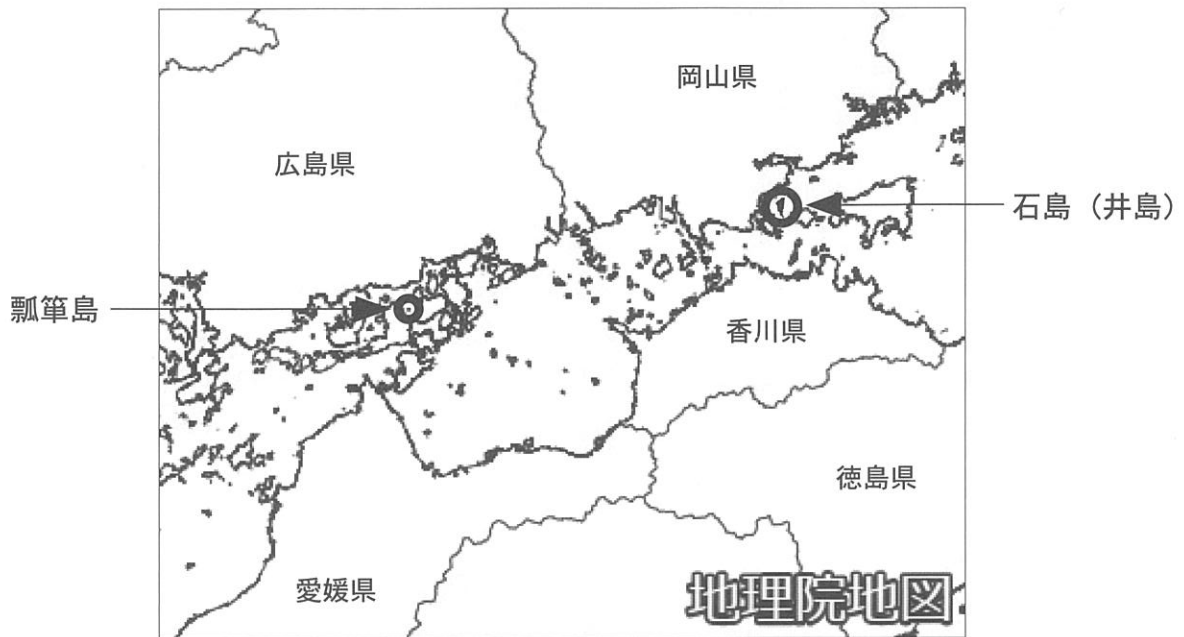 岡山県
広島県
石島（井島）
瓢箪島
香川県
徳島県
愛媛県
地理院地図